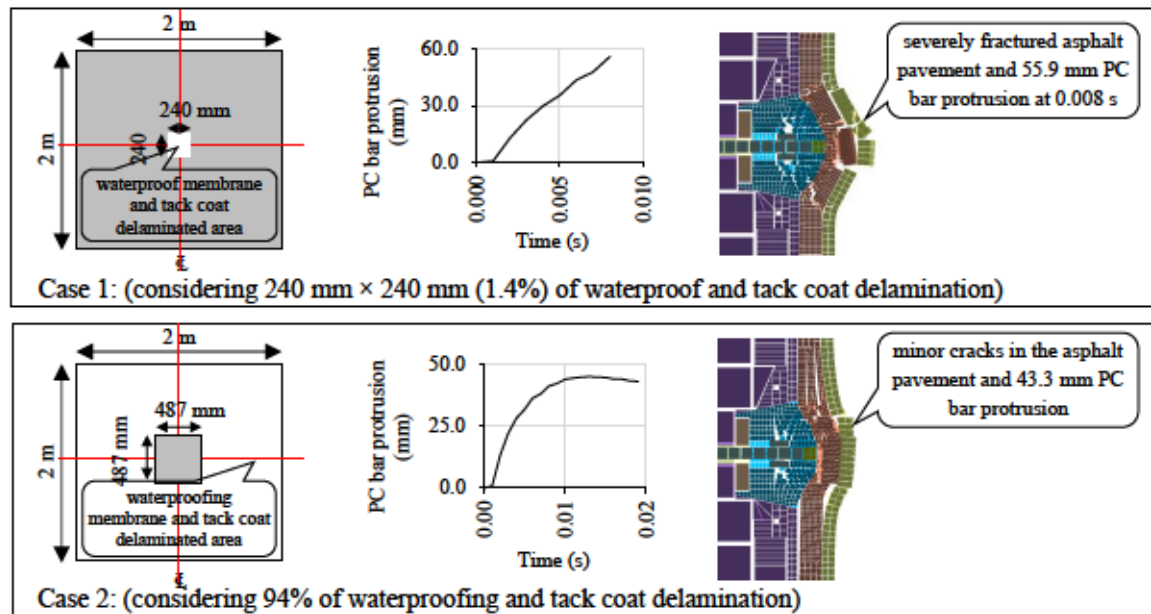 2 m
2 m
240 mm
240
waterproof membrane
and tack coat
delaminated area
℄
PC bar protrusion
(mm)
60.0
30.0
0.0
0.000
0.005
0.010
Time (s)
severely fractured asphalt
pavement and 55.9 mm PC
bar protrusion at 0.008 s
Case 1: (considering 240 mm × 240 mm (1.4%) of waterproof and tack coat delamination)
2 m
2 m
487 mm
487 mm
waterproofing
membrane and tack coat
delaminated area
℄
PC bar protrusion
(mm)
50.0
25.0
0.0
0.00
0.01
0.02
Time (s)
minor cracks in the asphalt
pavement and 43.3 mm PC
bar protrusion
Case 2: (considering 94% of waterproofing and tack coat delamination)